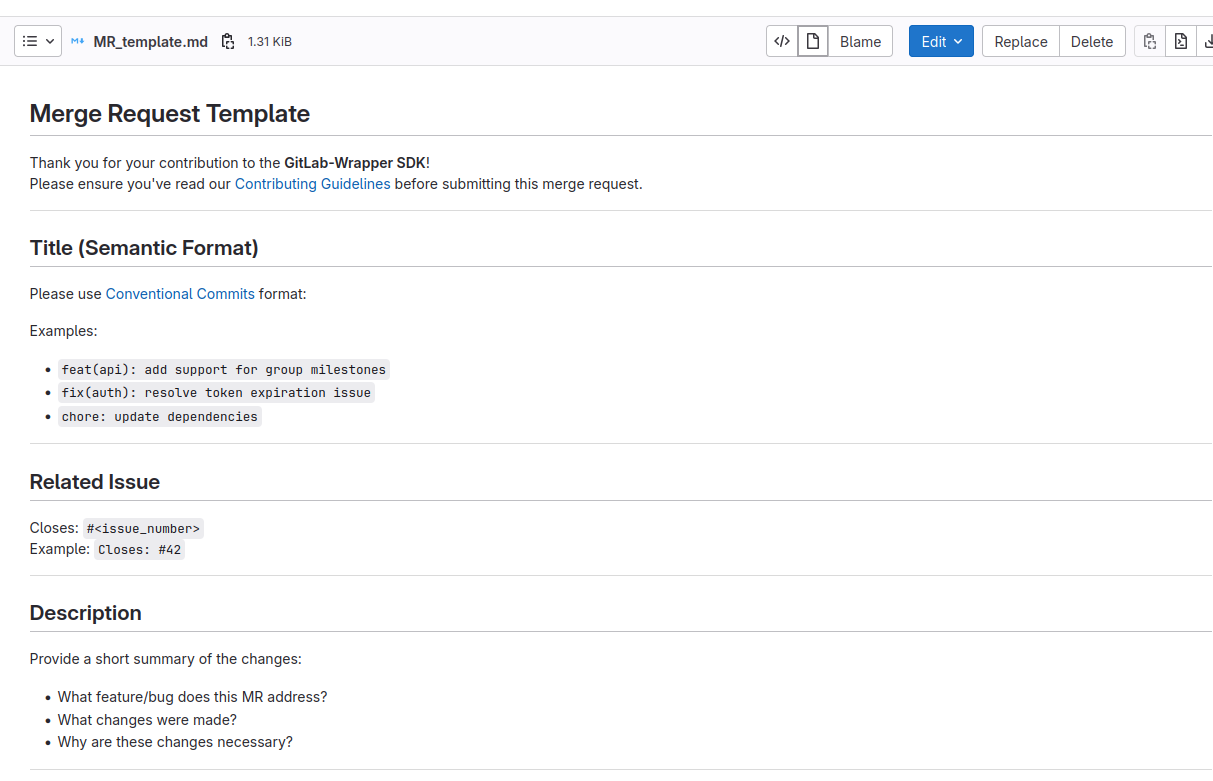 MR_template.md 1.31 KiB </> Blame Edit Replace Delete
Merge Request Template
Thank you for your contribution to the GitLab-Wrapper SDK!
Please ensure you've read our Contributing Guidelines before submitting this merge request.
Title (Semantic Format)
Please use Conventional Commits format:
Examples:
• feat(api): add support for group milestones
• fix(auth): resolve token expiration issue
• chore: update dependencies
Related Issue
Closes: #<issue_number>
Example: Closes: #42
Description
Provide a short summary of the changes:
• What feature/bug does this MR address?
• What changes were made?
• Why are these changes necessary?